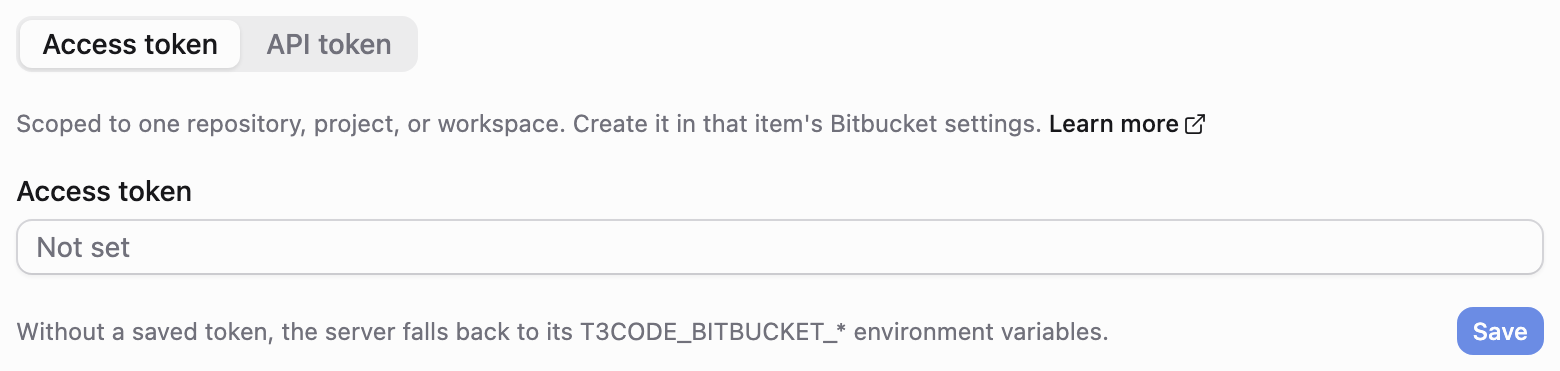 Access token API token
Scoped to one repository, project, or workspace. Create it in that item's Bitbucket settings. Learn more
Access token
Not set
Without a saved token, the server falls back to its T3CODE_BITBUCKET_* environment variables. Save